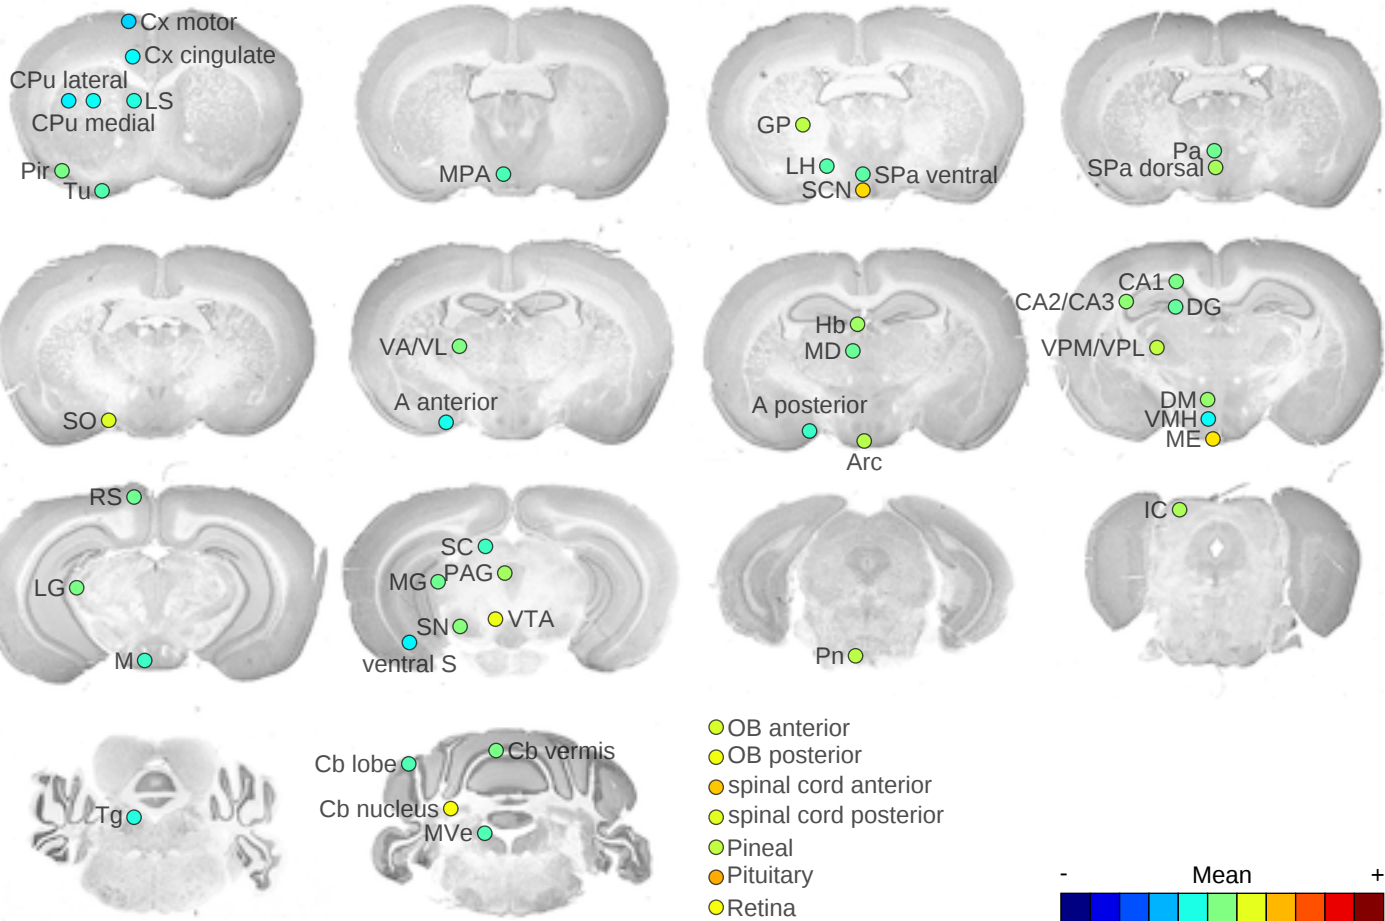 Cx motor
Cx cingulate
CPu lateral
LS
CPu medial
Pir
Tu
MPA
GP
LH
SPa ventral
SCN
Pa
SPa dorsal
SO
VA/VL
A anterior
Hb
MD
A posterior
Arc
CA1
CA2/CA3
DG
VPM/VPL
DM
VMH
ME
RS
LG
M
SC
PAG
MG
VTA
SN
ventral S
Pn
IC
Tg
Cb vermis
Cb lobe
Cb nucleus
MVe
OB anterior
OB posterior
spinal cord anterior
spinal cord posterior
Pineal
Pituitary
Retina
- Mean +